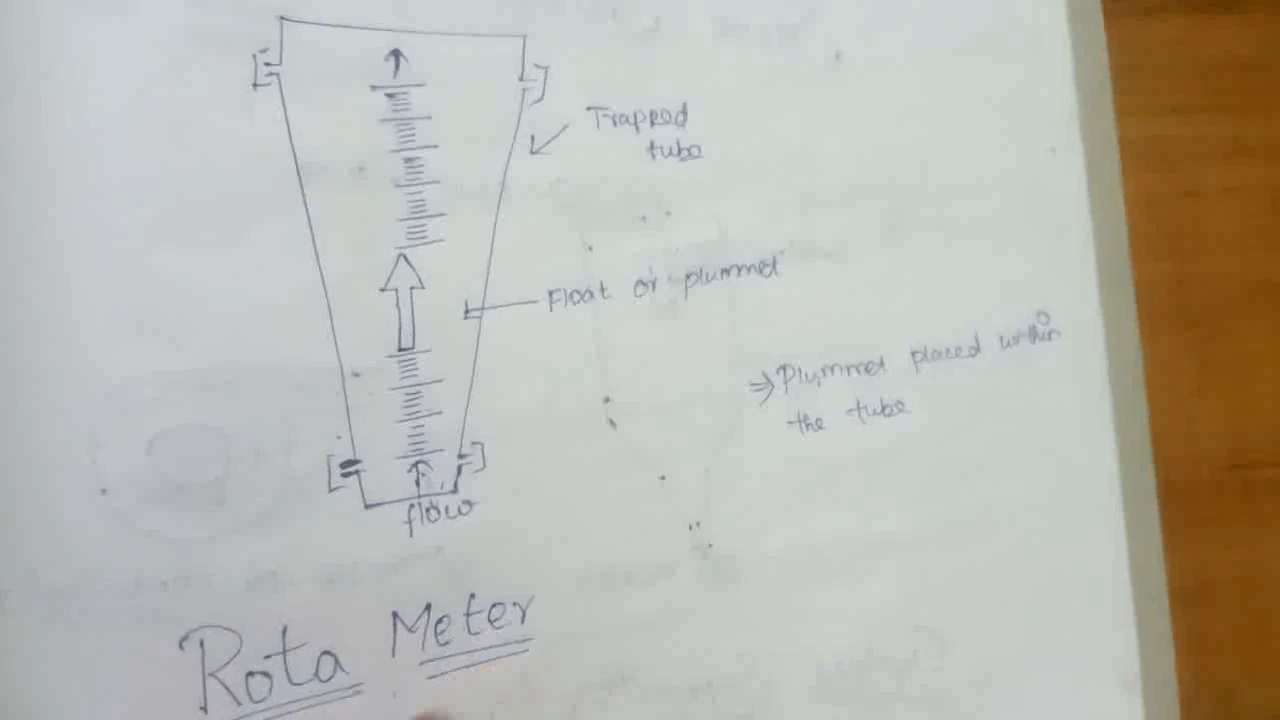 Trapped
tube
Float or plummet
⇒ Plummet placed within
the tube
flow
Rota Meter